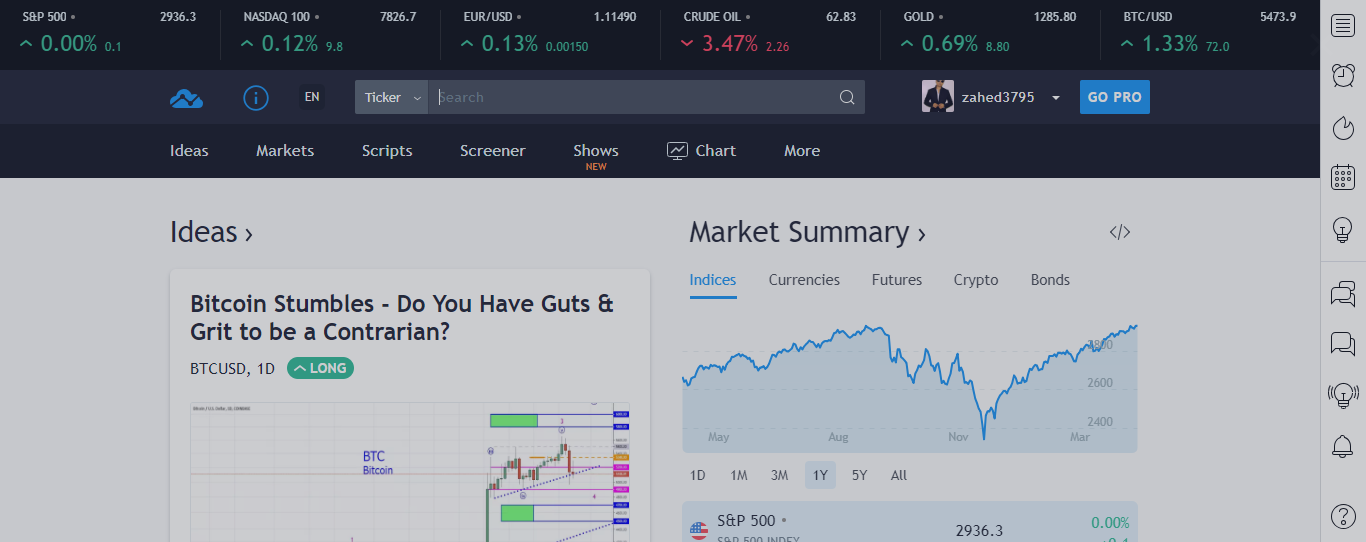 S&P 500 2936.3
0.00% 0.1
NASDAQ 100 7826.7
0.12% 9.8
EUR/USD 1.11490
0.13% 0.00150
CRUDE OIL 62.83
3.47% 2.26
GOLD 1285.80
0.69% 8.80
BTC/USD 5473.9
1.33% 72.0
EN Ticker Search zahed3795 GO PRO
Ideas Markets Scripts Screener Shows Chart More
NEW
Ideas ›
Bitcoin Stumbles - Do You Have Guts &
Grit to be a Contrarian?
BTCUSD, 1D LONG
BTC
Bitcoin
Market Summary › </>
Indices Currencies Futures Crypto Bonds
2800
2600
2400
May Aug Nov Mar
1D 1M 3M 1Y 5Y All
S&P 500 2936.3 0.00%
S&P 500 INDEX +0.1